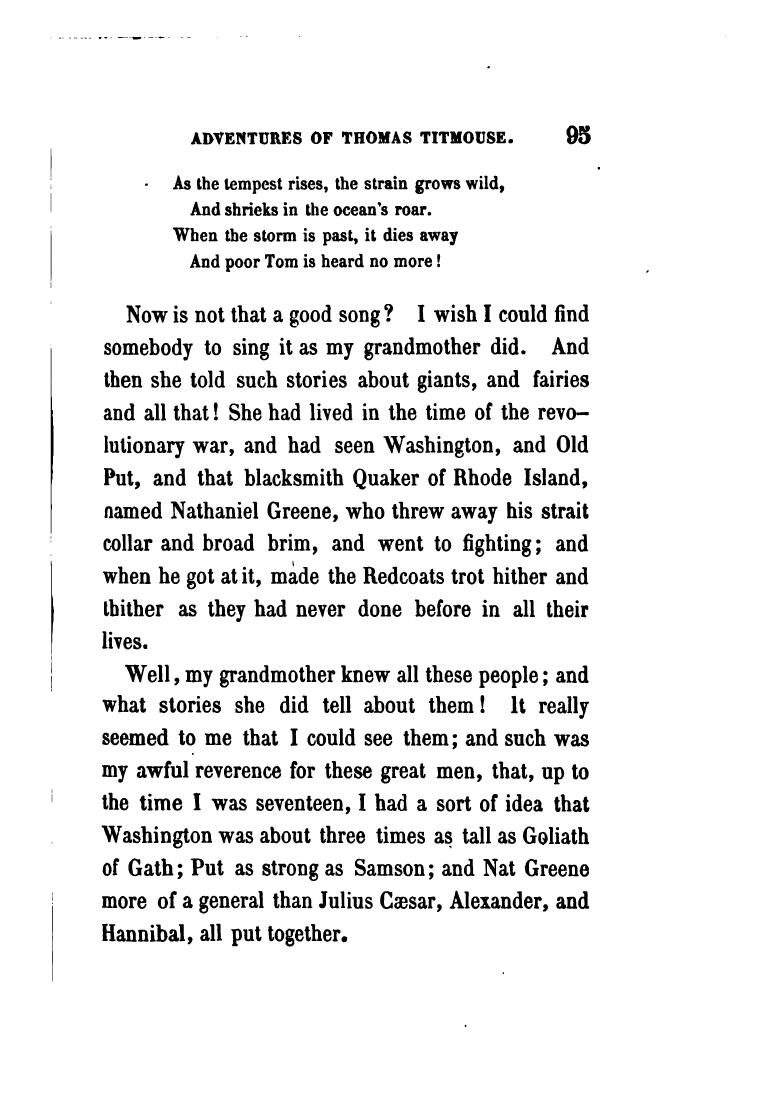 ADVENTURES OF THOMAS TITMOUSE. 95
As the tempest rises, the strain grows wild,
And shrieks in the ocean's roar.
When the storm is past, it dies away
And poor Tom is heard no more!
Now is not that a good song? I wish I could find
somebody to sing it as my grandmother did. And
then she told such stories about giants, and fairies
and all that! She had lived in the time of the revo-
lutionary war, and had seen Washington, and Old
Put, and that blacksmith Quaker of Rhode Island,
named Nathaniel Greene, who threw away his strait
collar and broad brim, and went to fighting; and
when he got at it, made the Redcoats trot hither and
thither as they had never done before in all their
lives.
Well, my grandmother knew all these people; and
what stories she did tell about them! It really
seemed to me that I could see them; and such was
my awful reverence for these great men, that, up to
the time I was seventeen, I had a sort of idea that
Washington was about three times as tall as Goliath
of Gath; Put as strong as Samson; and Nat Greene
more of a general than Julius Cæsar, Alexander, and
Hannibal, all put together.